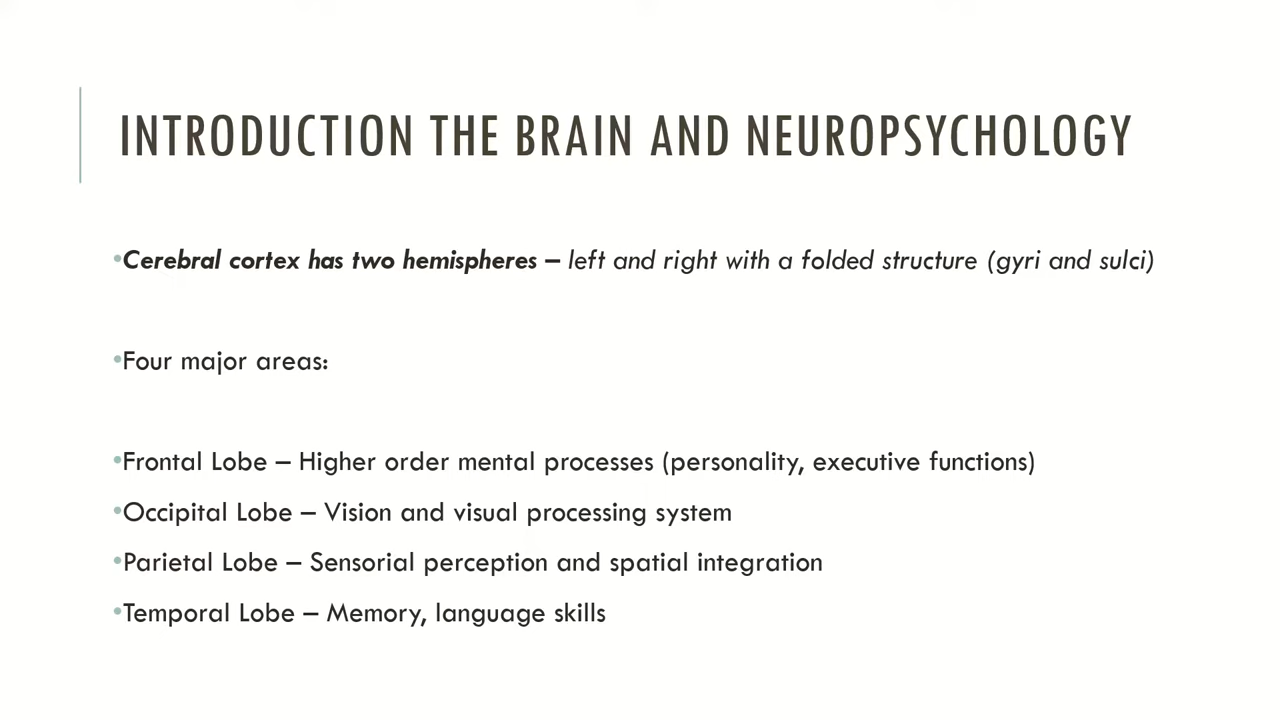 INTRODUCTION THE BRAIN AND NEUROPSYCHOLOGY
•Cerebral cortex has two hemispheres – left and right with a folded structure (gyri and sulci)
•Four major areas:
•Frontal Lobe – Higher order mental processes (personality, executive functions)
•Occipital Lobe – Vision and visual processing system
•Parietal Lobe – Sensorial perception and spatial integration
•Temporal Lobe – Memory, language skills